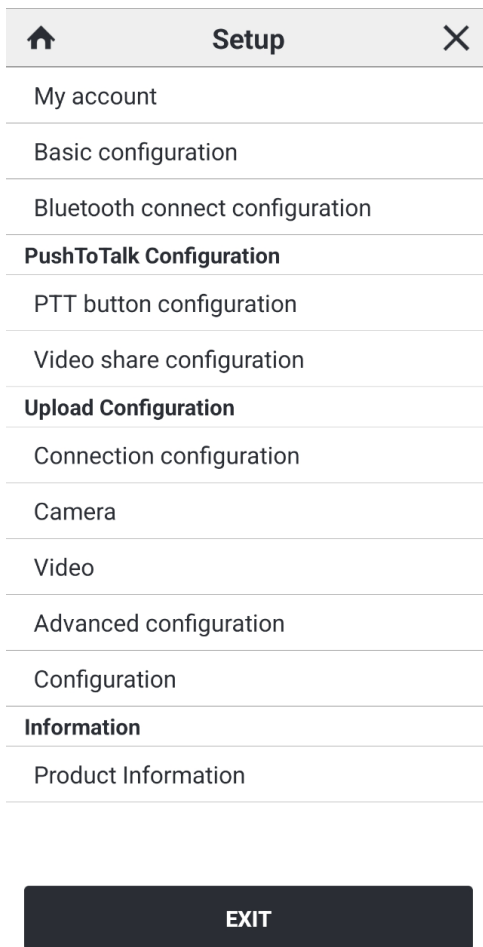 Setup
My account
Basic configuration
Bluetooth connect configuration
PushToTalk Configuration
PTT button configuration
Video share configuration
Upload Configuration
Connection configuration
Camera
Video
Advanced configuration
Configuration
Information
Product Information
EXIT